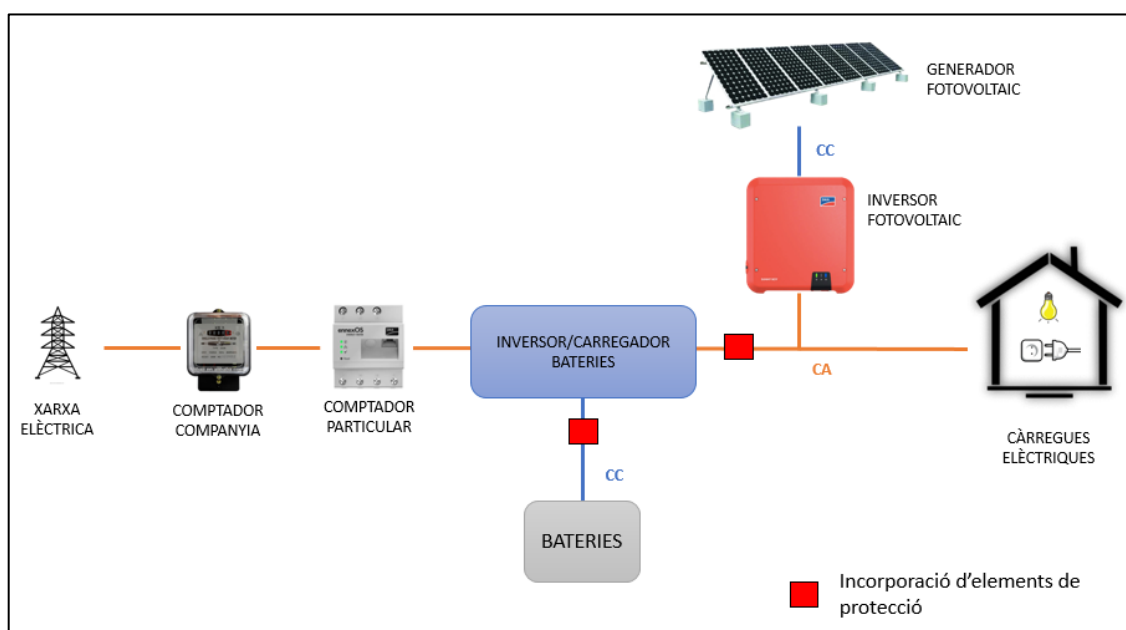 GENERADOR
FOTOVOLTAIC
CC
INVERSOR
FOTOVOLTAIC
XARXA
ELÈCTRICA
COMPTADOR
COMPANYIA
COMPTADOR
PARTICULAR
INVERSOR/CARREGADOR
BATERIES
CA
CÀRREGUES
ELÈCTRIQUES
CC
BATERIES
Incorporació d'elements de
protecció